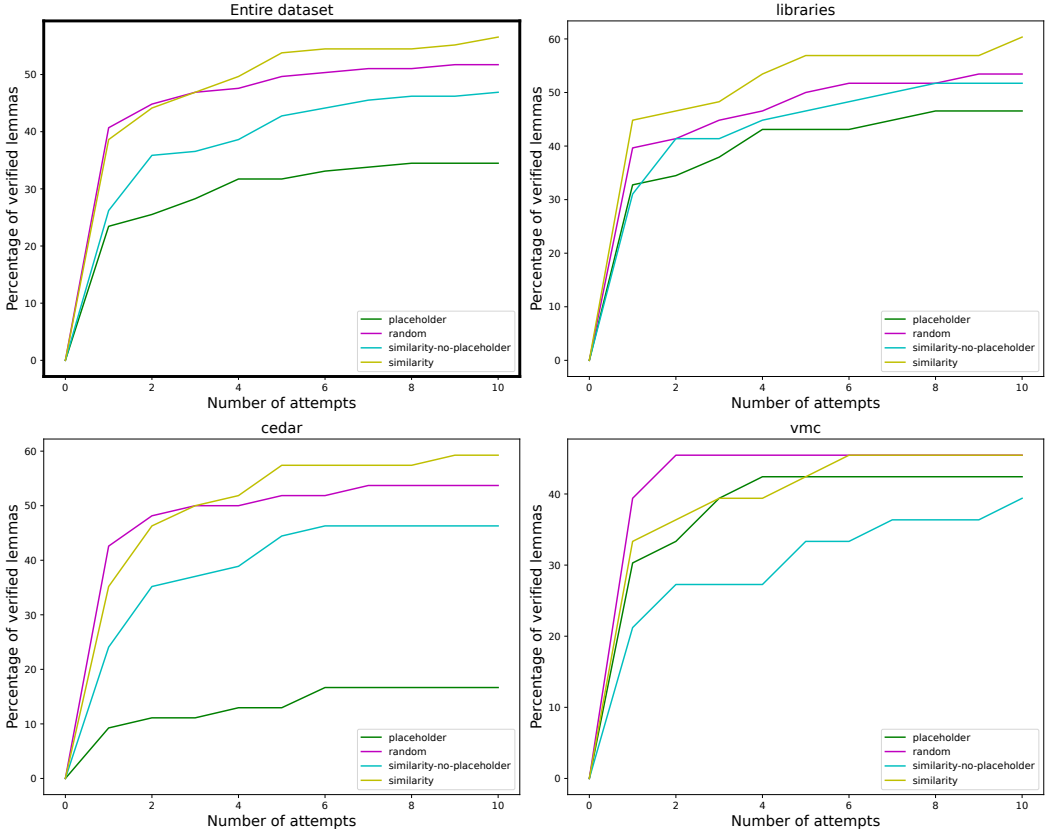 Entire dataset
Percentage of verified lemmas
50
40
30
20
10
0
placeholder
random
similarity-no-placeholder
similarity
0 2 4 6 8 10
Number of attempts
libraries
Percentage of verified lemmas
60
50
40
30
20
10
0
placeholder
random
similarity-no-placeholder
similarity
0 2 4 6 8 10
Number of attempts
cedar
Percentage of verified lemmas
60
50
40
30
20
10
0
placeholder
random
similarity-no-placeholder
similarity
0 2 4 6 8 10
Number of attempts
vmc
Percentage of verified lemmas
40
30
20
10
0
placeholder
random
similarity-no-placeholder
similarity
0 2 4 6 8 10
Number of attempts